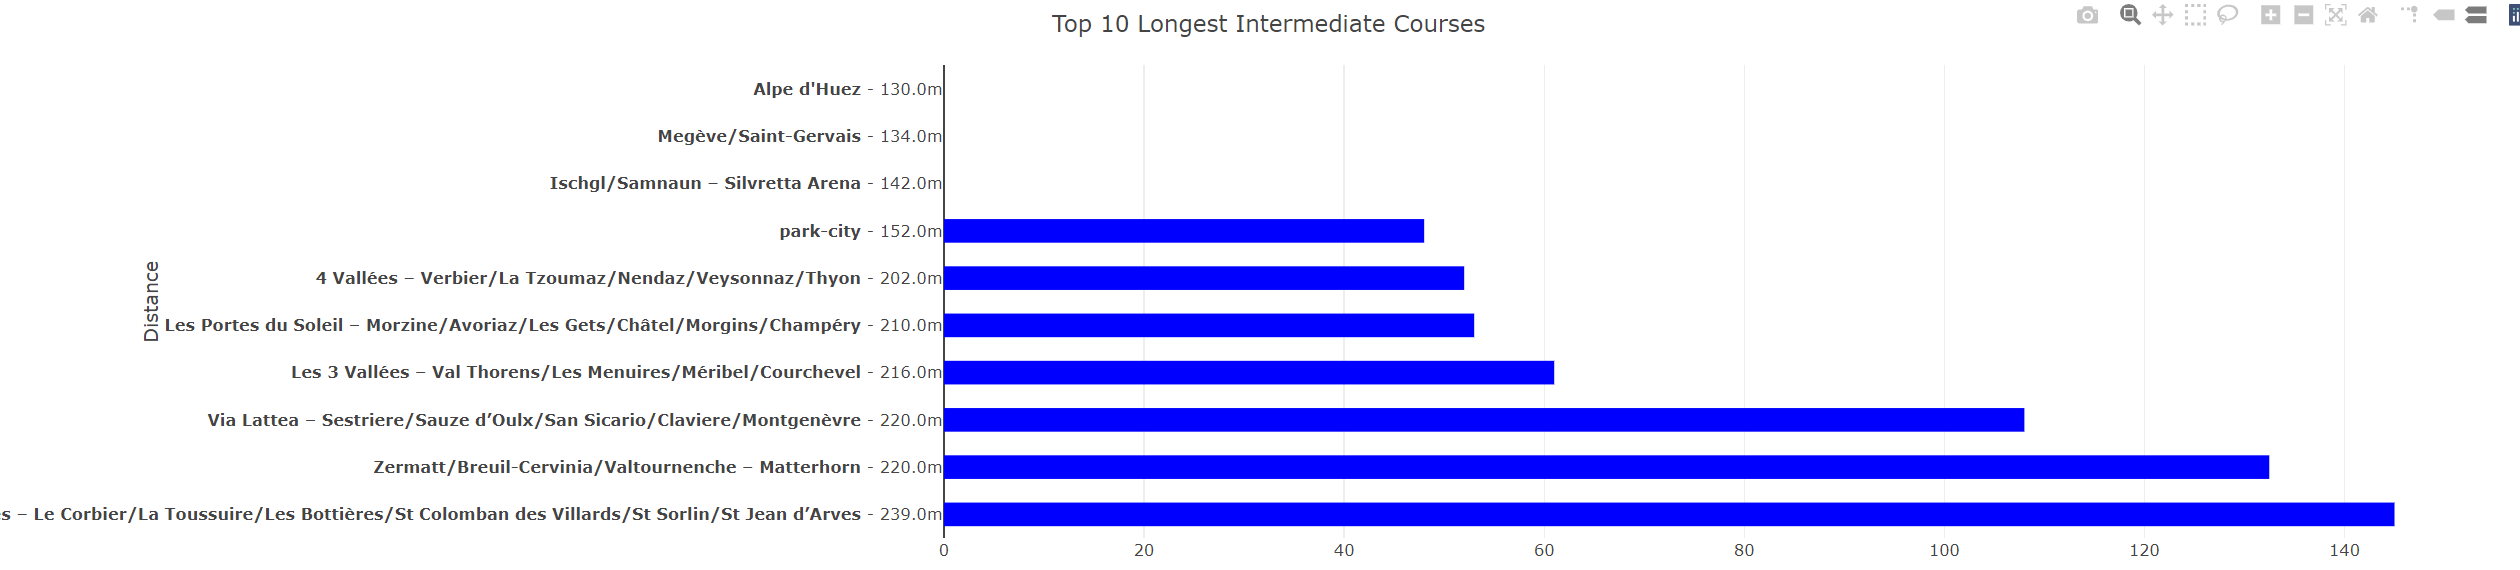 Top 10 Longest Intermediate Courses
Alpe d'Huez - 130.0m
Megève/Saint-Gervais - 134.0m
Ischgl/Samnaun – Silvretta Arena - 142.0m
park-city - 152.0m
4 Vallées – Verbier/La Tzoumaz/Nendaz/Veysonnaz/Thyon - 202.0m
Distance
Les Portes du Soleil – Morzine/Avoriaz/Les Gets/Châtel/Morgins/Champéry - 210.0m
Les 3 Vallées – Val Thorens/Les Menuires/Méribel/Courchevel - 216.0m
Via Lattea – Sestriere/Sauze d’Oulx/San Sicario/Claviere/Montgenèvre - 220.0m
Zermatt/Breuil-Cervinia/Valtournenche – Matterhorn - 220.0m
– Le Corbier/La Toussuire/Les Bottières/St Colomban des Villards/St Sorlin/St Jean d’Arves - 239.0m
0 20 40 60 80 100 120 140